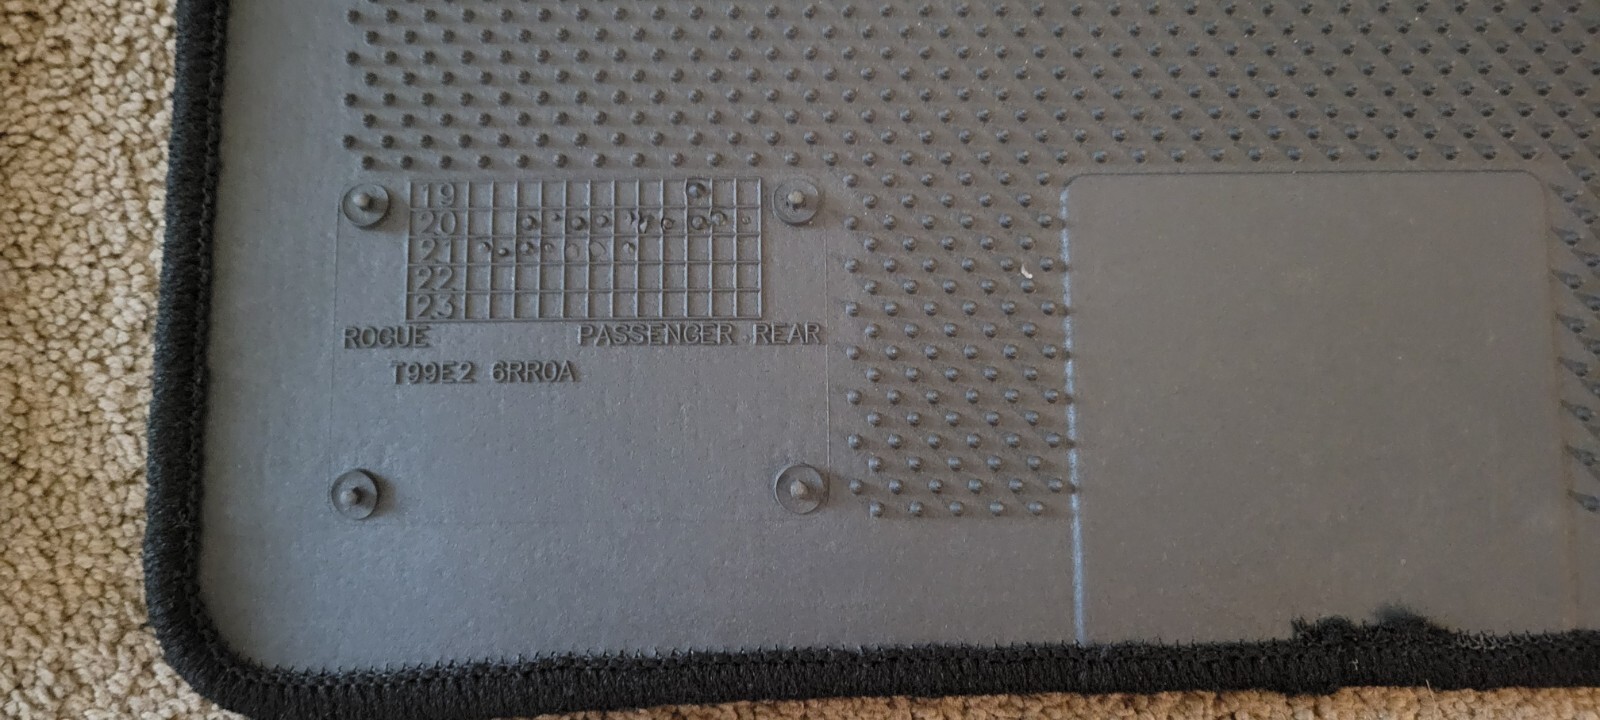 19
20
21
22
23
ROGUE PASSENGER REAR
T99E2 6RR0A